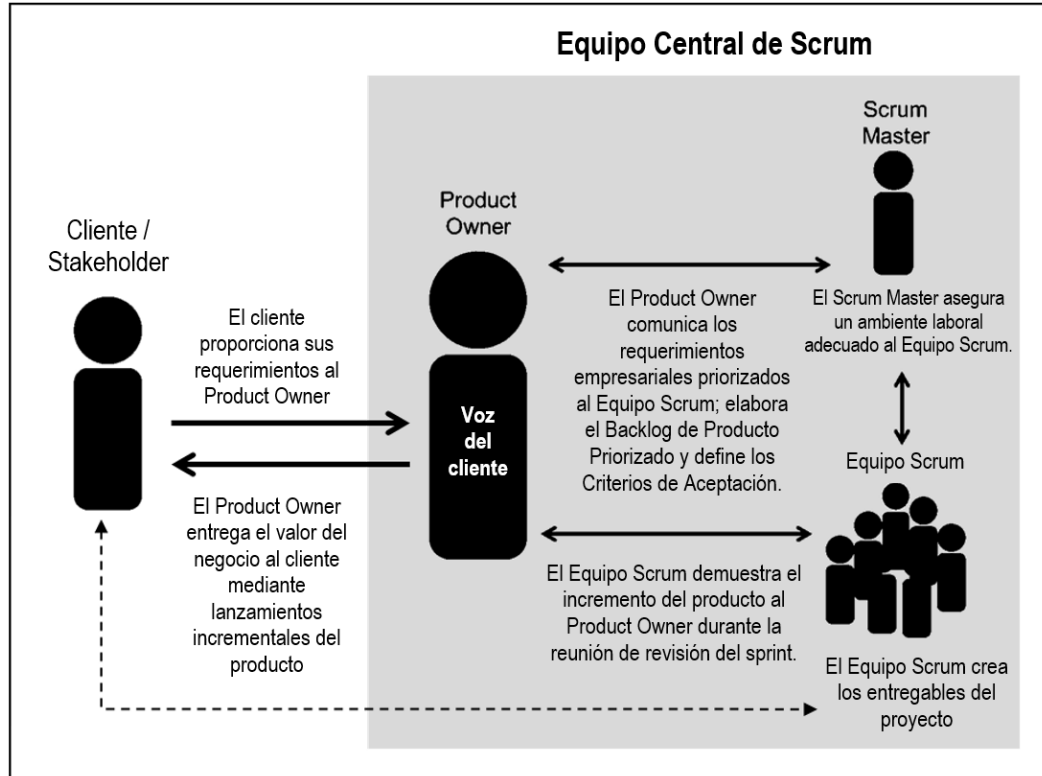 Equipo Central de Scrum
Cliente /
Stakeholder
El cliente
proporciona sus
requerimientos al
Product Owner
El Product Owner
entrega el valor del
negocio al cliente
mediante
lanzamientos
incrementales del
producto
Product
Owner
Voz
del
cliente
El Product Owner
comunica los
requerimientos
empresariales priorizados
al Equipo Scrum; elabora
el Backlog de Producto
Priorizado y define los
Criterios de Aceptación.
El Equipo Scrum demuestra el
incremento del producto al
Product Owner durante la
reunión de revisión del sprint.
Scrum
Master
El Scrum Master asegura
un ambiente laboral
adecuado al Equipo Scrum.
Equipo Scrum
El Equipo Scrum crea
los entregables del
proyecto